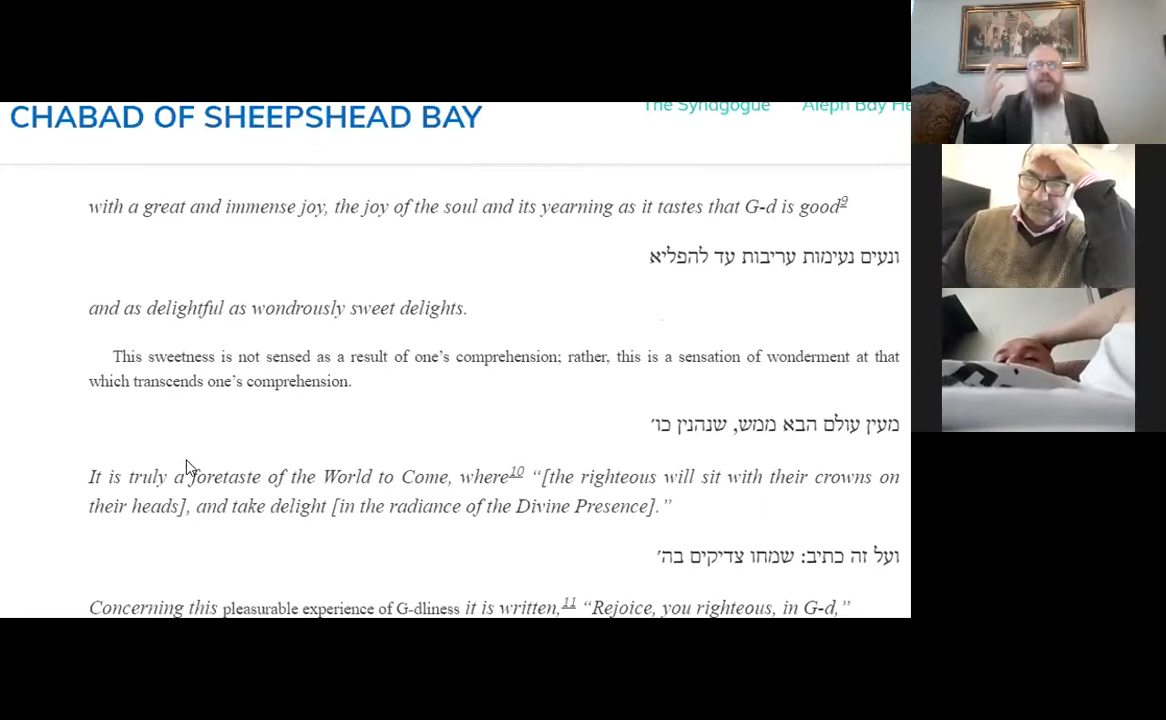 The Synagogue Aleph Bay He
CHABAD OF SHEEPSHEAD BAY
with a great and immense joy, the joy of the soul and its yearning as it tastes that G-d is good9
ונעים נעימות עריבות עד להפליא
and as delightful as wondrously sweet delights.
This sweetness is not sensed as a result of one’s comprehension; rather, this is a sensation of wonderment at that
which transcends one’s comprehension.
מעין עולם הבא ממש, שנהנין כו׳
It is truly a foretaste of the World to Come, where10 “[the righteous will sit with their crowns on
their heads], and take delight [in the radiance of the Divine Presence].”
ועל זה כתיב: שמחו צדיקים בה׳
Concerning this pleasurable experience of G-dliness it is written,11 “Rejoice, you righteous, in G-d,”